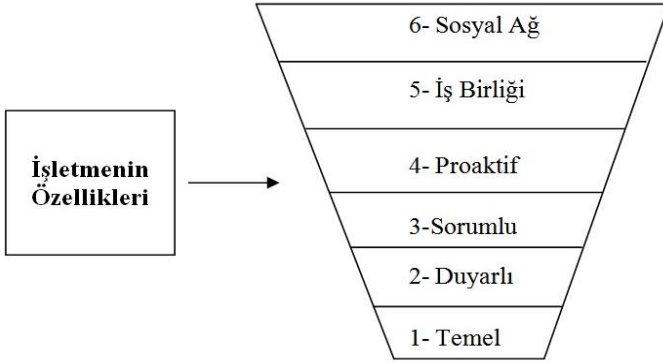 İşletmenin
Özellikleri
6- Sosyal Ağ
5- İş Birliği
4- Proaktif
3-Sorumlu
2- Duyarlı
1- Temel